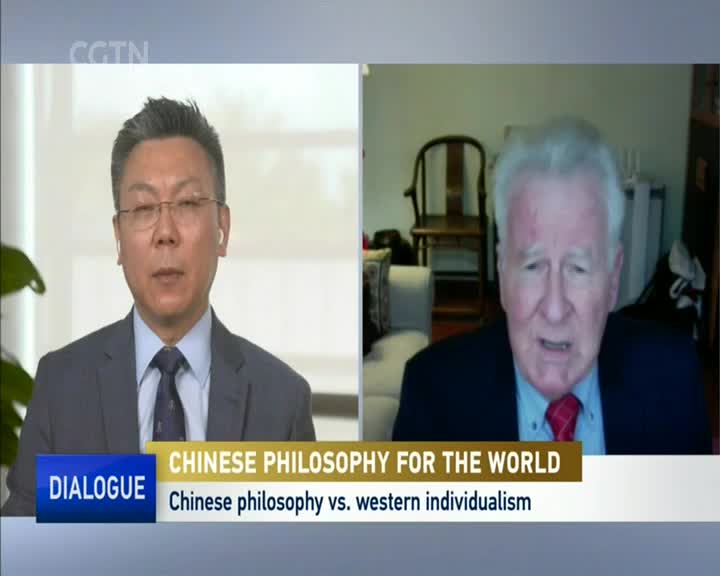 CGTN
CHINESE PHILOSOPHY FOR THE WORLD
DIALOGUE
Chinese philosophy vs. western individualism